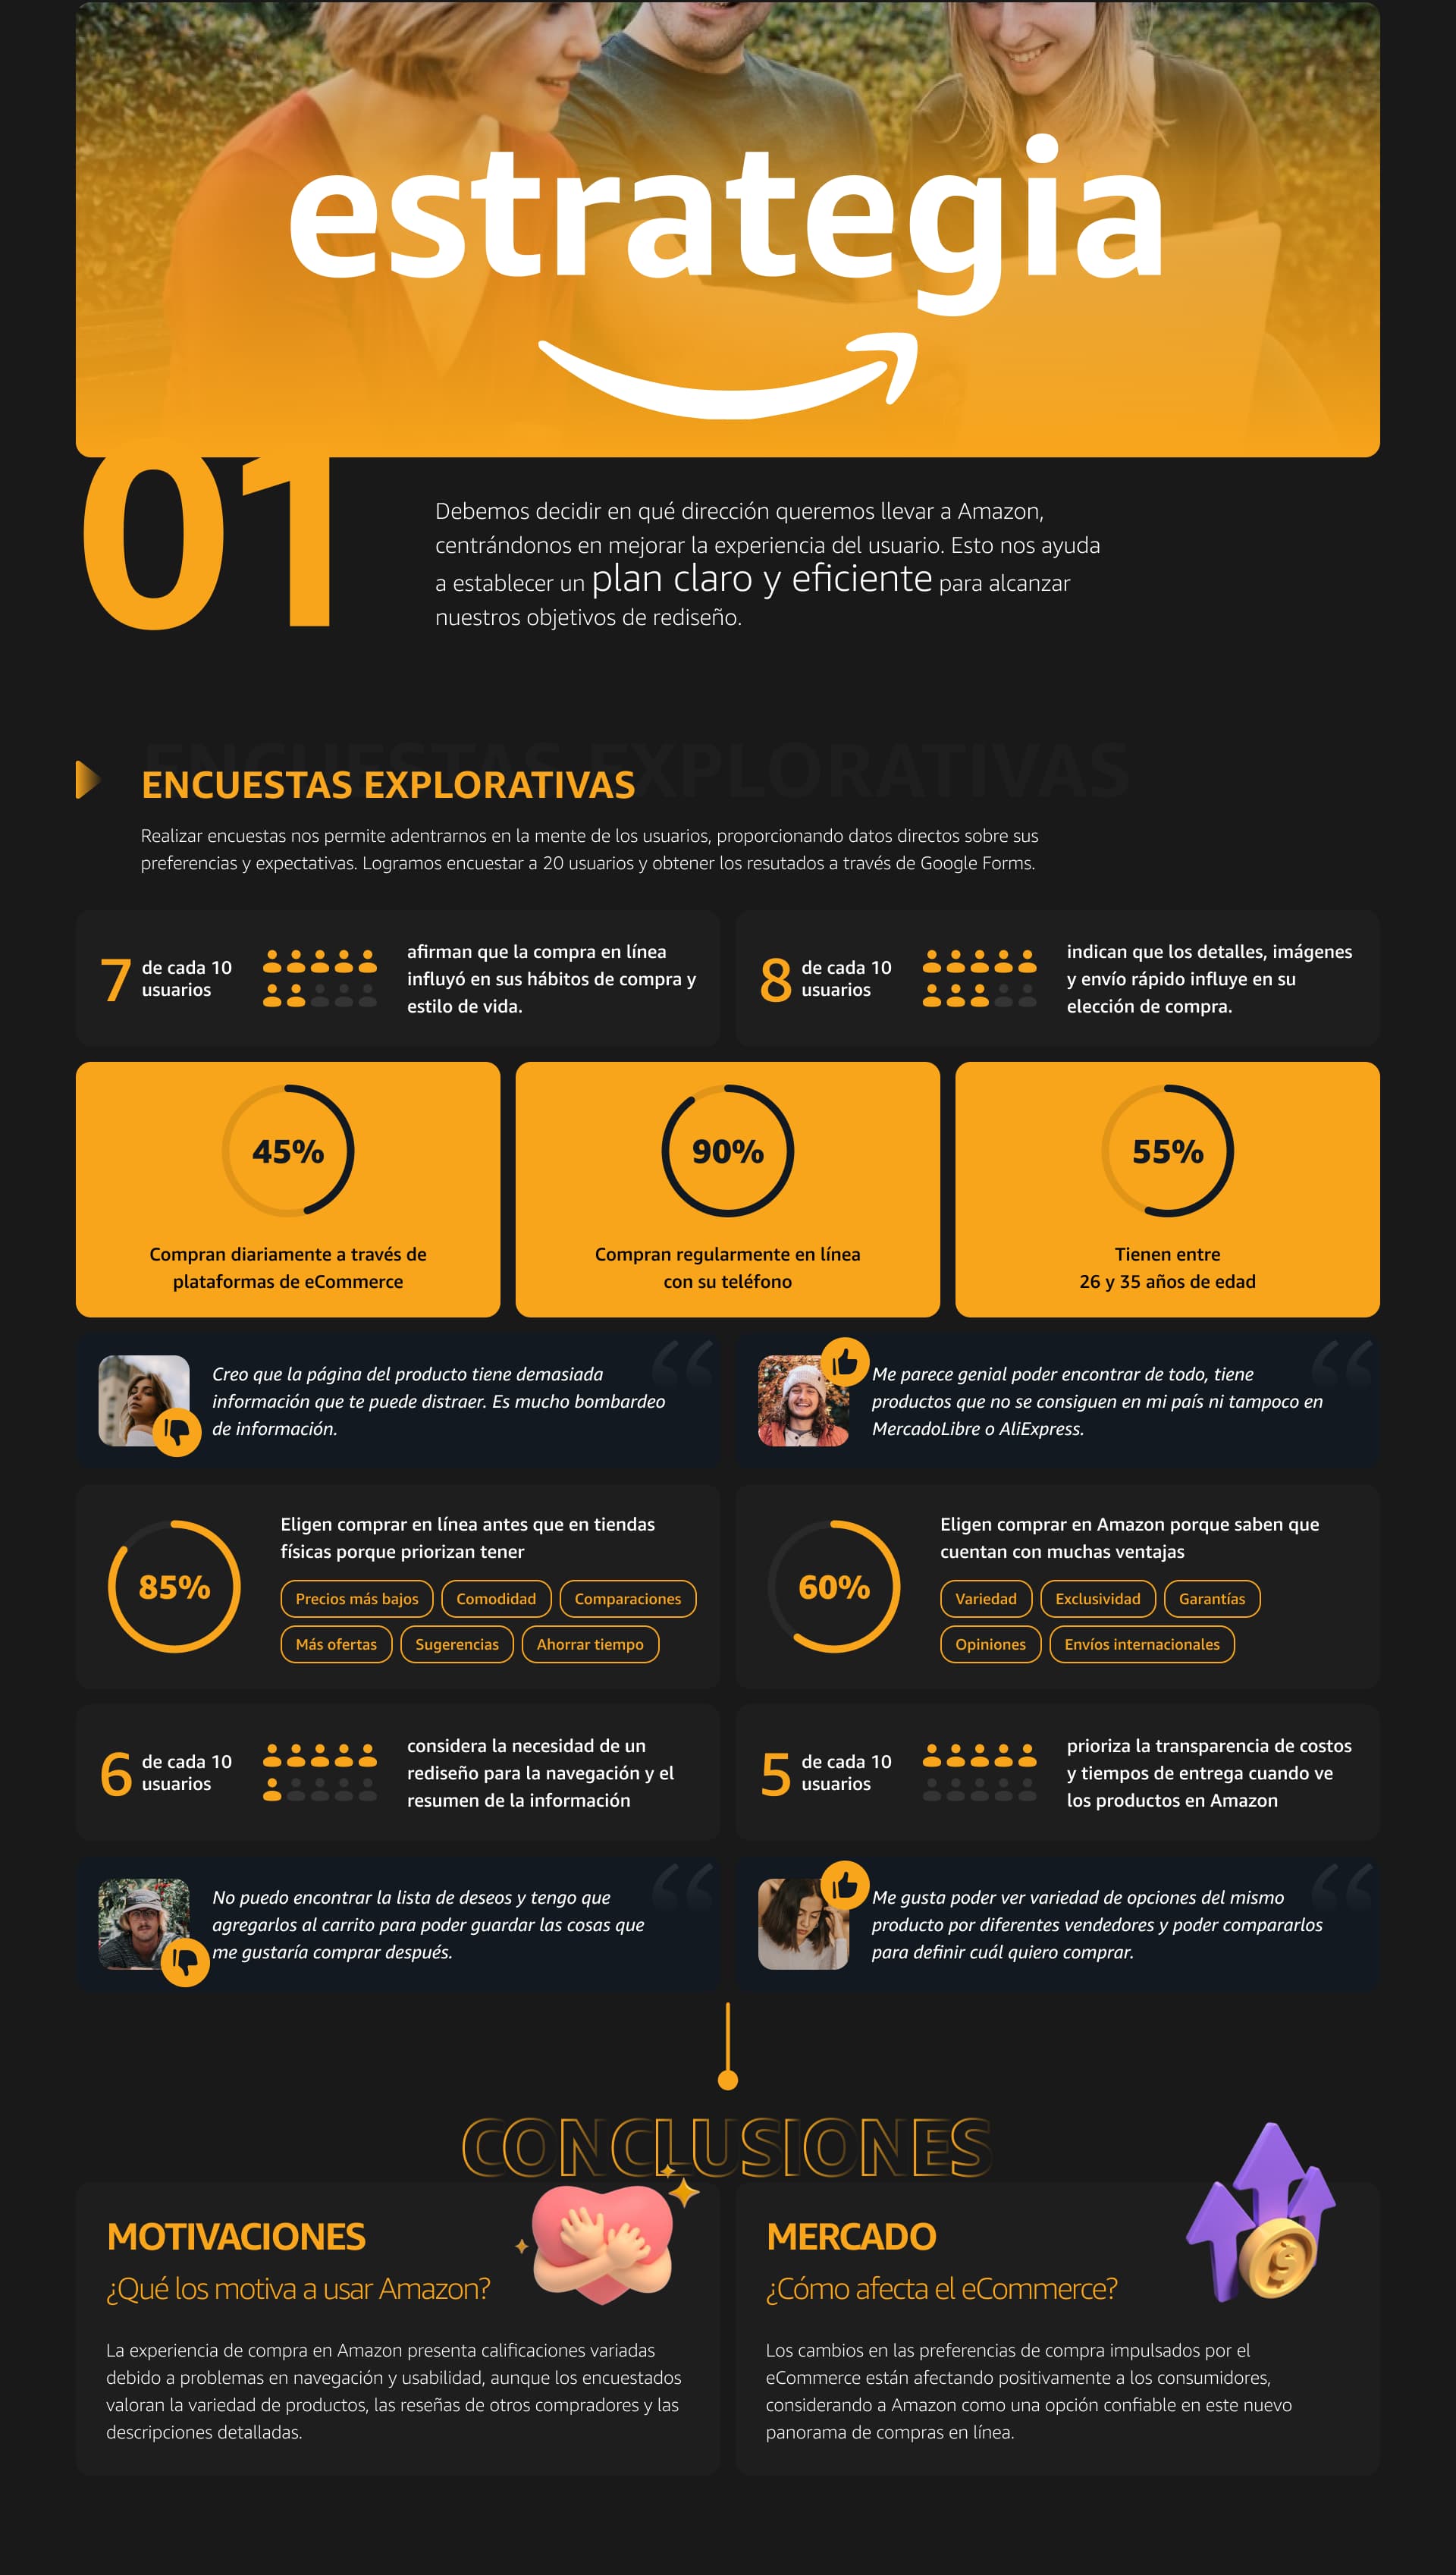 estrategia
01
Debemos decidir en qué dirección queremos llevar a Amazon,
centrándonos en mejorar la experiencia del usuario. Esto nos ayuda
a establecer un plan claro y eficiente para alcanzar
nuestros objetivos de rediseño.
ENCUESTAS EXPLORATIVAS
ENCUESTAS EXPLORATIVAS
Realizar encuestas nos permite adentrarnos en la mente de los usuarios, proporcionando datos directos sobre sus
preferencias y expectativas. Logramos encuestar a 20 usuarios y obtener los resutados a través de Google Forms.
7 de cada 10
usuarios
afirman que la compra en línea
influyó en sus hábitos de compra y
estilo de vida.
8 de cada 10
usuarios
indican que los detalles, imágenes
y envío rápido influye en su
elección de compra.
45%
Compran diariamente a través de
plataformas de eCommerce
90%
Compran regularmente en línea
con su teléfono
55%
Tienen entre
26 y 35 años de edad
Creo que la página del producto tiene demasiada
información que te puede distraer. Es mucho bombardeo
de información.
Me parece genial poder encontrar de todo, tiene
productos que no se consiguen en mi país ni tampoco en
MercadoLibre o AliExpress.
85%
Eligen comprar en línea antes que en tiendas
físicas porque priorizan tener
Precios más bajos Comodidad Comparaciones
Más ofertas Sugerencias Ahorrar tiempo
60%
Eligen comprar en Amazon porque saben que
cuentan con muchas ventajas
Variedad Exclusividad Garantías
Opiniones Envíos internacionales
6 de cada 10
usuarios
considera la necesidad de un
rediseño para la navegación y el
resumen de la información
5 de cada 10
usuarios
prioriza la transparencia de costos
y tiempos de entrega cuando ve
los productos en Amazon
No puedo encontrar la lista de deseos y tengo que
agregarlos al carrito para poder guardar las cosas que
me gustaría comprar después.
Me gusta poder ver variedad de opciones del mismo
producto por diferentes vendedores y poder compararlos
para definir cuál quiero comprar.
CONCLUSIONES
MOTIVACIONES
¿Qué los motiva a usar Amazon?
La experiencia de compra en Amazon presenta calificaciones variadas
debido a problemas en navegación y usabilidad, aunque los encuestados
valoran la variedad de productos, las reseñas de otros compradores y las
descripciones detalladas.
MERCADO
¿Cómo afecta el eCommerce?
$
Los cambios en las preferencias de compra impulsados por el
eCommerce están afectando positivamente a los consumidores,
considerando a Amazon como una opción confiable en este nuevo
panorama de compras en línea.